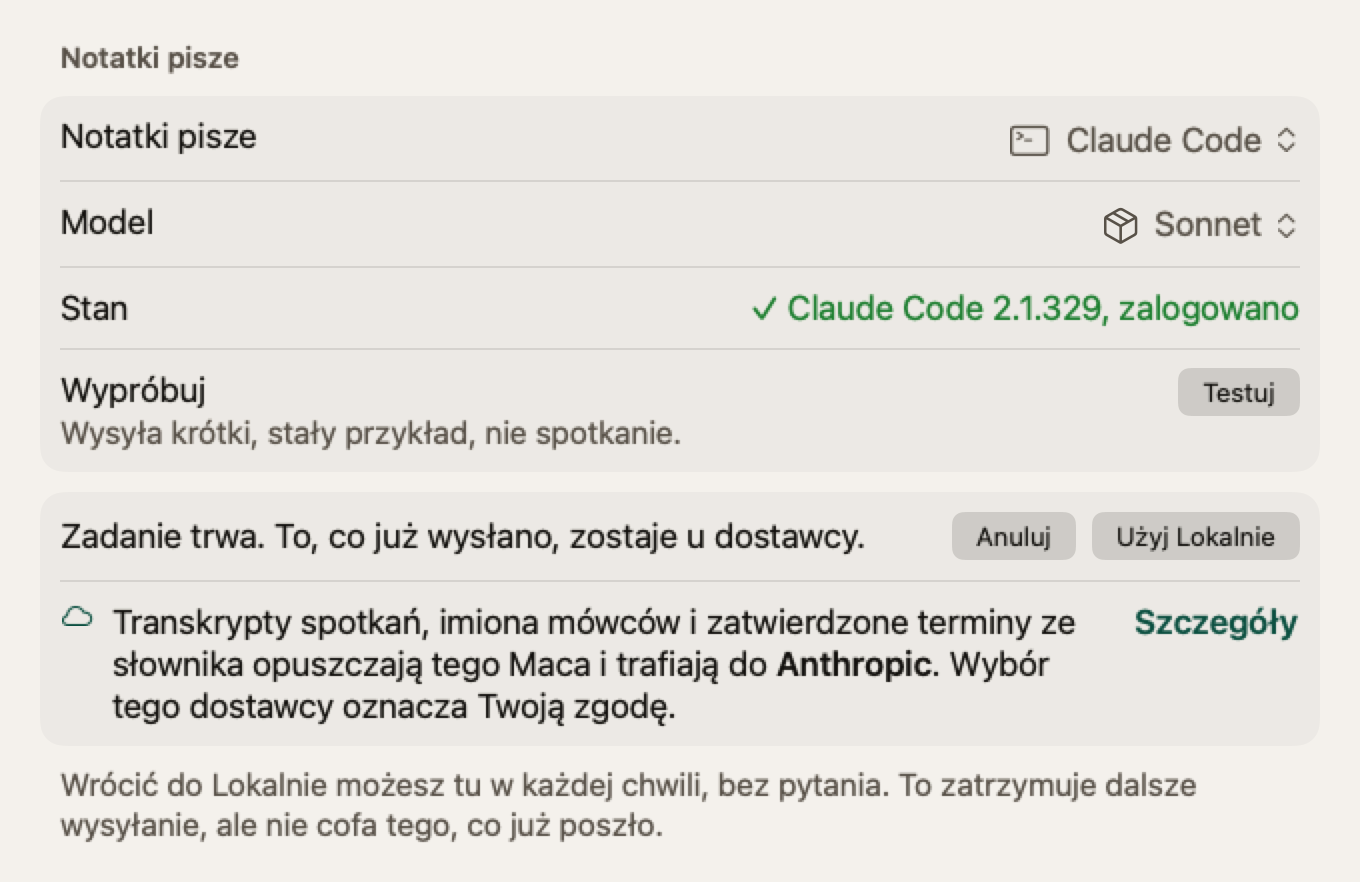 Notatki pisze
Notatki pisze
Claude Code
Model
Sonnet
Stan
✓ Claude Code 2.1.329, zalogowano
Wypróbuj
Testuj
Wysyła krótki, stały przykład, nie spotkanie.
Zadanie trwa. To, co już wysłano, zostaje u dostawcy.
Anuluj
Użyj Lokalnie
Transkrypty spotkań, imiona mówców i zatwierdzone terminy ze
Szczegóły
słownika opuszczają tego Maca i trafiają do Anthropic. Wybór
tego dostawcy oznacza Twoją zgodę.
Wrócić do Lokalnie możesz tu w każdej chwili, bez pytania. To zatrzymuje dalsze
wysyłanie, ale nie cofa tego, co już poszło.